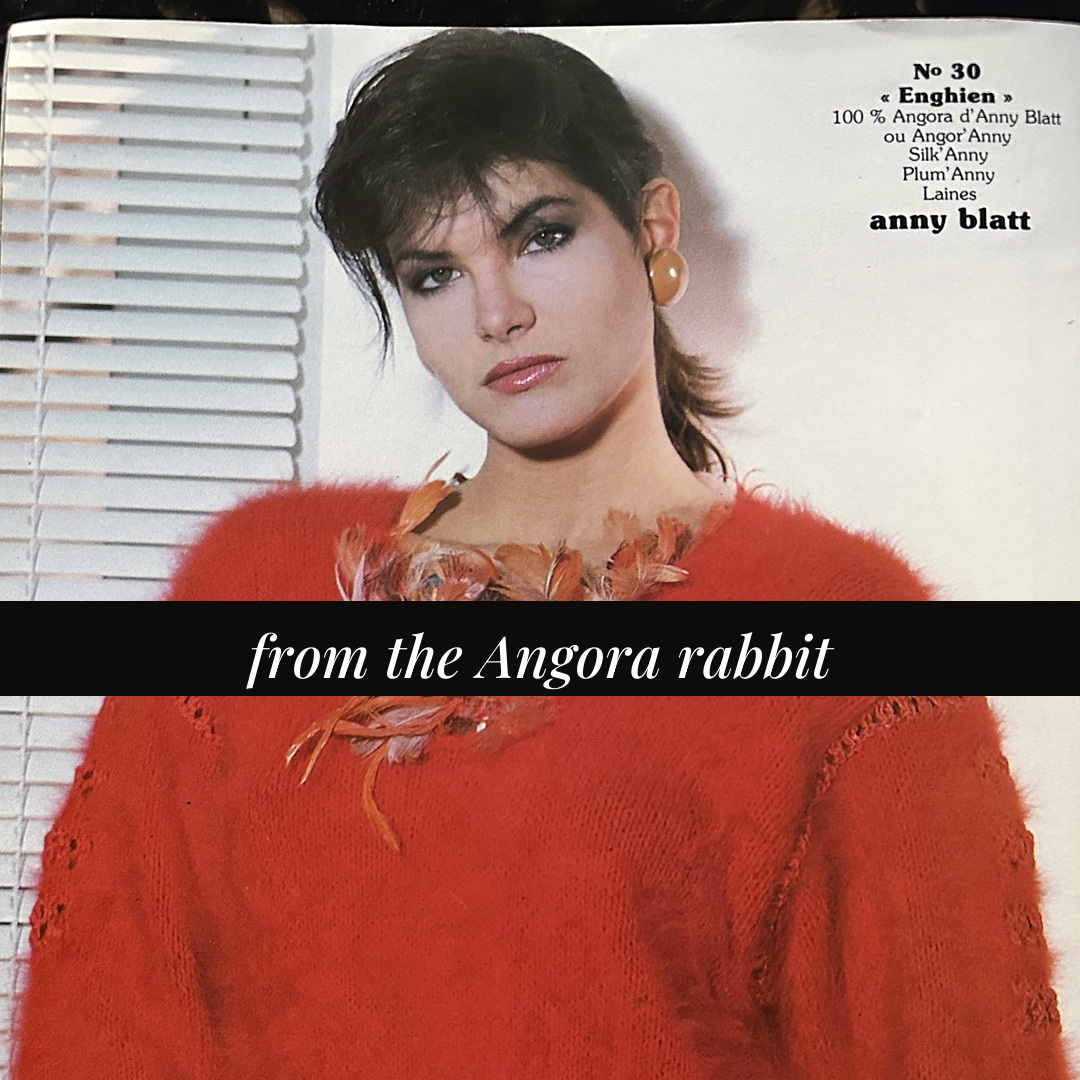 No 30
« Enghien »
100 % Angora d'Anny Blatt
ou Angor'Anny
Silk'Anny
Plum'Anny
Laines
anny blatt
from the Angora rabbit